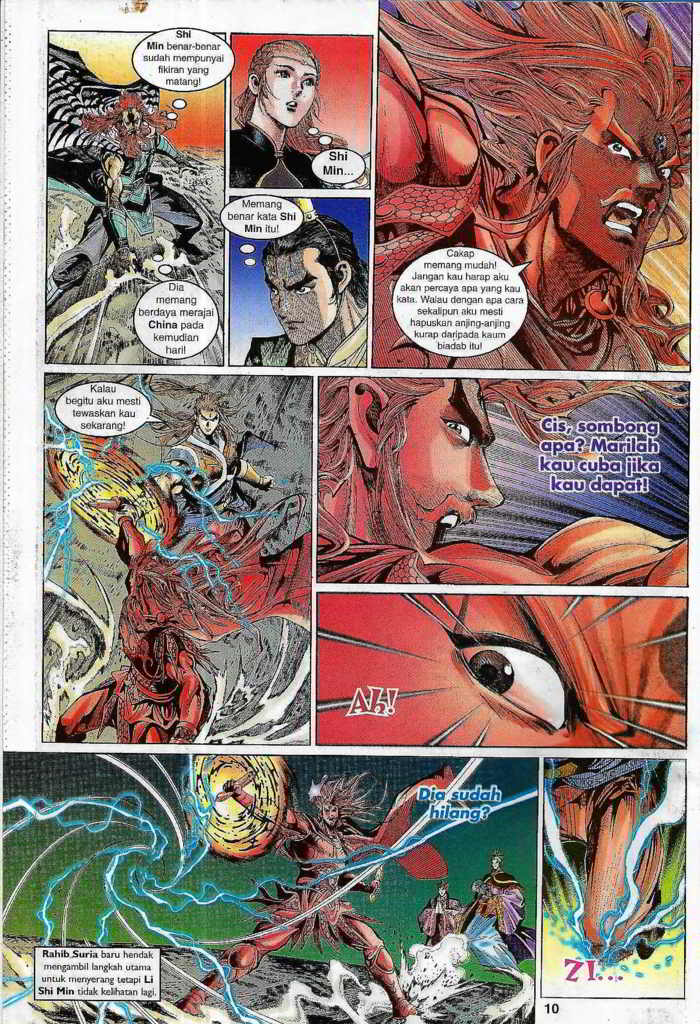 Shi
Min benar-benar
sudah mempunyai
fikiran yang
matang!
Shi
Min...
Memang
benar kata Shi
Min itu!
Dia
memang
berdaya merajai
China pada
kemudian
hari!
Cakap
memang mudah!
Jangan kau harap aku
akan percaya apa yang kau
kata. Walau dengan apa cara
sekalipun aku mesti
hapuskan anjing-anjing
kurap daripada kaum
biadab itu!
Kalau
begitu aku mesti
tewaskan kau
sekarang!
Cis, sombong
apa? Marilah
kau cuba jika
kau dapat!
AH!
Dia sudah
hilang?
Rahib Suria baru hendak
mengambil langkah utama
untuk menyerang tetapi Li
Shi Min tidak kelihatan lagi.
ZI...
10